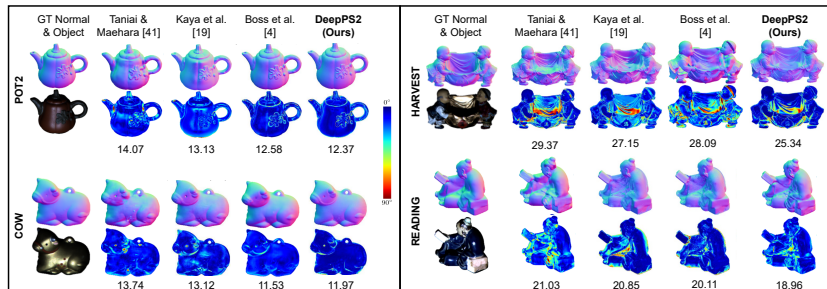 GT Normal & Object
Taniai & Maehara [41]
Kaya et al. [19]
Boss et al. [4]
DeepPS2 (Ours)
POT2
14.07 13.13 12.58 12.37
COW
13.74 13.12 11.53 11.97
0°
90°
GT Normal & Object
Taniai & Maehara [41]
Kaya et al. [19]
Boss et al. [4]
DeepPS2 (Ours)
HARVEST
29.37 27.15 28.09 25.34
READING
21.03 20.85 20.11 18.96